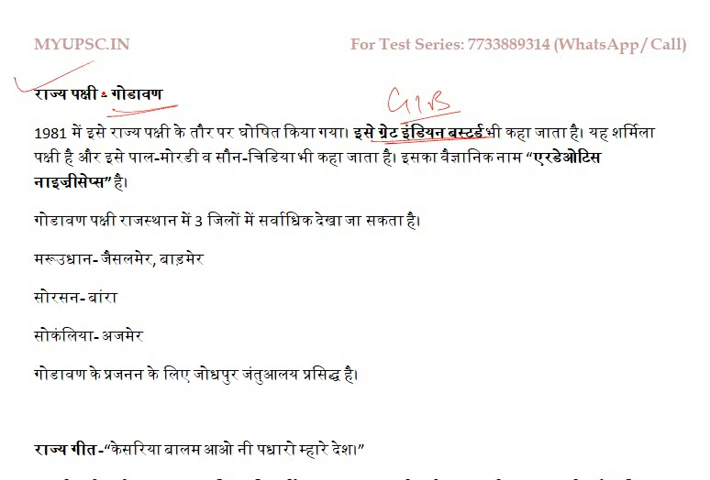 MYUPSC.IN For Test Series: 7733889314 (WhatsApp/Call)
राज्य पक्षी - गोडावण
GIB
1981 में इसे राज्य पक्षी के तौर पर घोषित किया गया। इसे ग्रेट इंडियन बस्टर्ड भी कहा जाता है। यह शर्मिला
पक्षी है और इसे पाल-मोरडी व सौन-चिडिया भी कहा जाता है। इसका वैज्ञानिक नाम “एरडेओटिस
नाइज्रीसेप्स” है।
गोडावण पक्षी राजस्थान में 3 जिलों में सर्वाधिक देखा जा सकता है।
मरूउधान- जैसलमेर, बाड़मेर
सोरसन- बांरा
सोकंलिया- अजमेर
गोडावण के प्रजनन के लिए जोधपुर जंतुआलय प्रसिद्ध है।
राज्य गीत-“केसरिया बालम आओ नी पधारो म्हारे देश।”